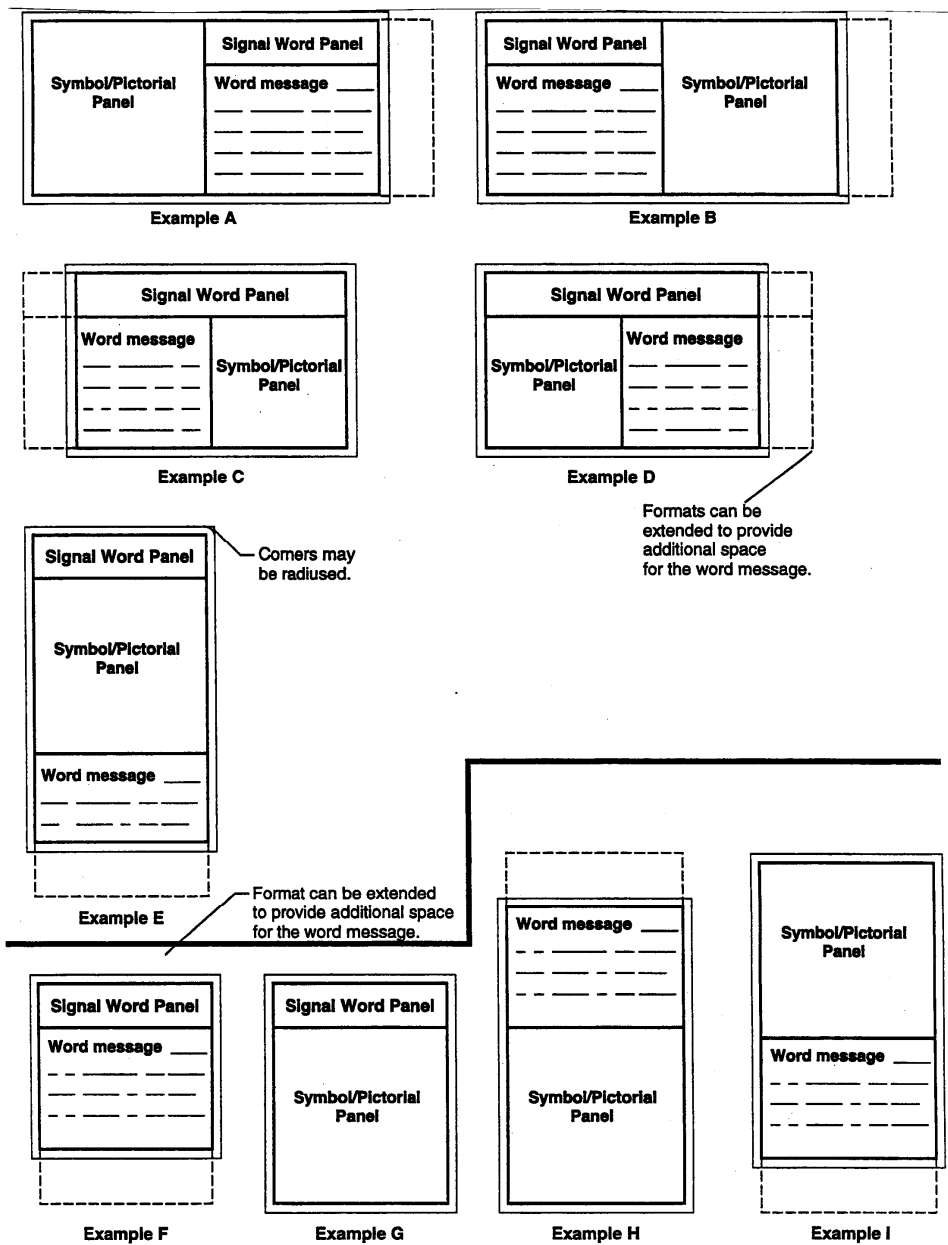 Symbol/Pictorial
Panel
Signal Word Panel
Word message
Example A
Signal Word Panel
Word message
Symbol/Pictorial
Panel
Example B
Signal Word Panel
Word message
Symbol/Pictorial
Panel
Example C
Signal Word Panel
Symbol/Pictorial
Panel
Word message
Example D
Formats can be
extended to provide
additional space
for the word message.
Signal Word Panel
Corners may
be radiused.
Symbol/Pictorial
Panel
Word message
Example E
Format can be extended
to provide additional space
for the word message.
Signal Word Panel
Word message
Example F
Signal Word Panel
Symbol/Pictorial
Panel
Example G
Word message
Symbol/Pictorial
Panel
Example H
Symbol/Pictorial
Panel
Word message
Example I